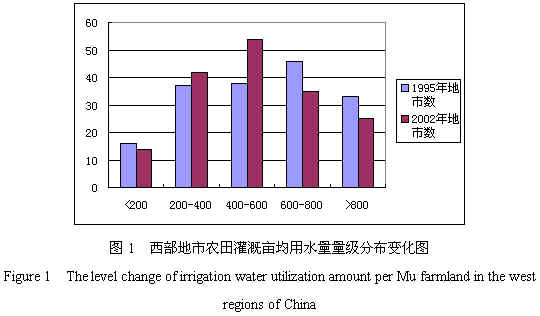 60
50
40
30
20
10
0
<200
200-400
400-600
600-800
>800
1995年地
市数
2002年地
市数
图 1 西部地市农田灌溉亩均用水量量级分布变化图
Figure 1 The level change of irrigation water utilization amount per Mu farmland in the west
regions of China